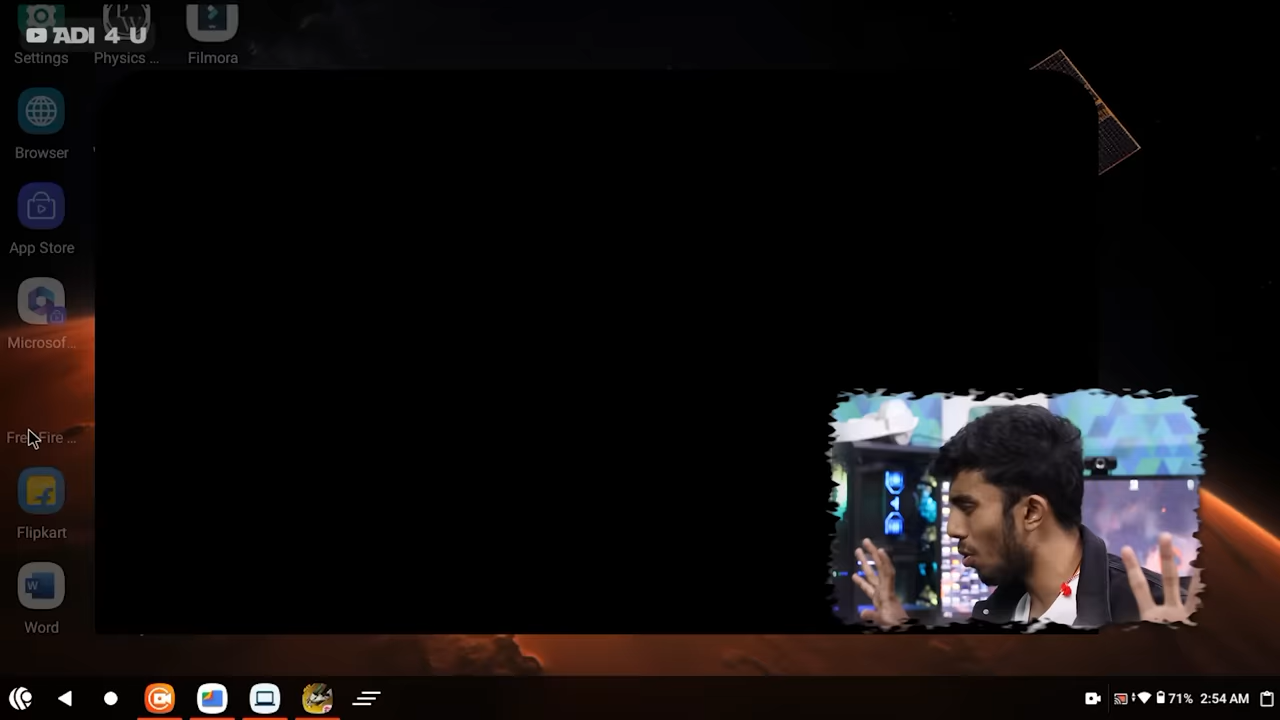 ADI 4 U
Settings
Physics ...
Filmora
Browser
App Store
Microsof...
Free Fire ...
Flipkart
W
Word
71%
2:54 AM